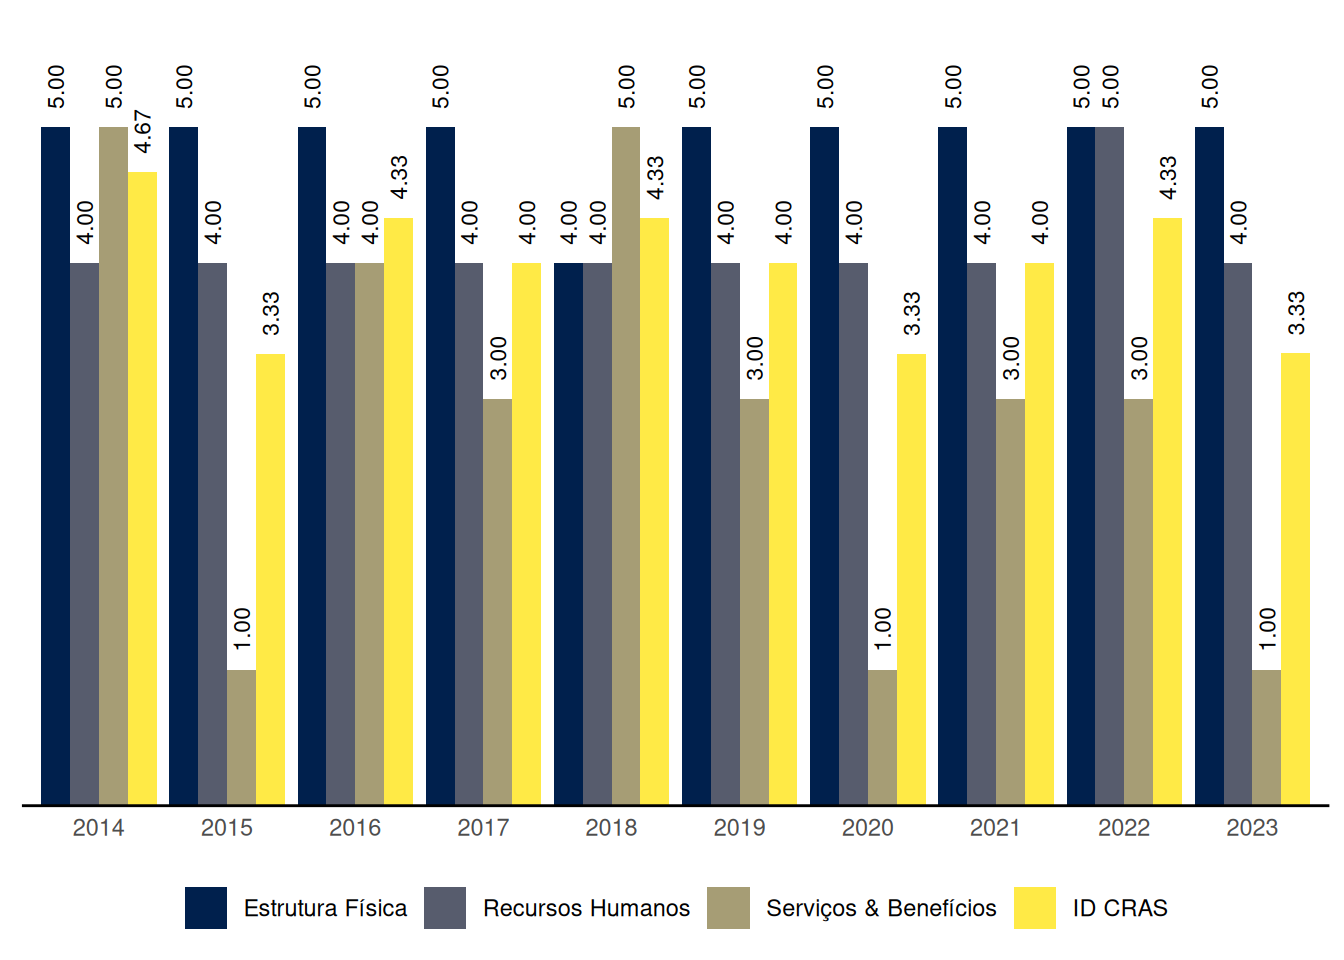 5.00 4.00 5.00 4.67 5.00 4.00 1.00 3.33 5.00 4.00 4.00 4.33 5.00 4.00 3.00 4.00 4.00 4.00 5.00 4.33 5.00 4.00 3.00 4.00 5.00 4.00 1.00 3.33 5.00 4.00 3.00 4.00 5.00 5.00 3.00 4.33 5.00 4.00 1.00 3.33
2014 2015 2016 2017 2018 2019 2020 2021 2022 2023
Estrutura Física Recursos Humanos Serviços & Benefícios ID CRAS